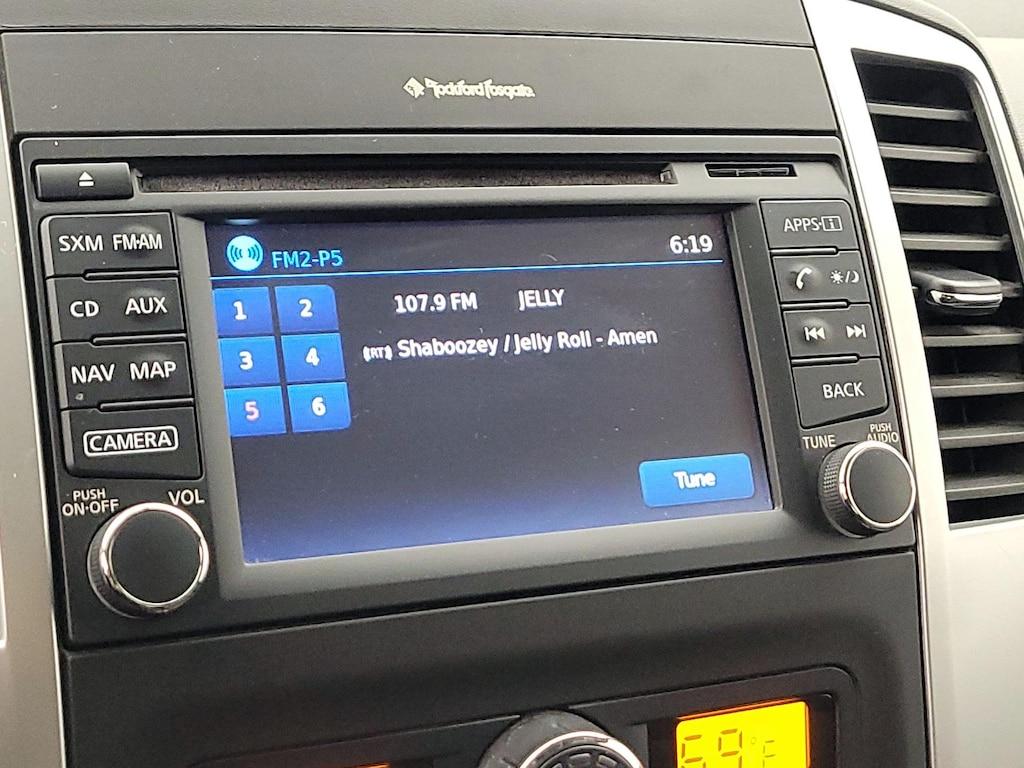 Rockford Fosgate
SXM FM·AM
CD AUX
NAV MAP
CAMERA
PUSH
ON·OFF
VOL
FM2-P5 6:19
1 2
3 4
5 6
107.9 FM JELLY
(RT) Shaboozey / Jelly Roll - Amen
Tune
APPS·i
BACK
TUNE
PUSH
AUDIO
69°F